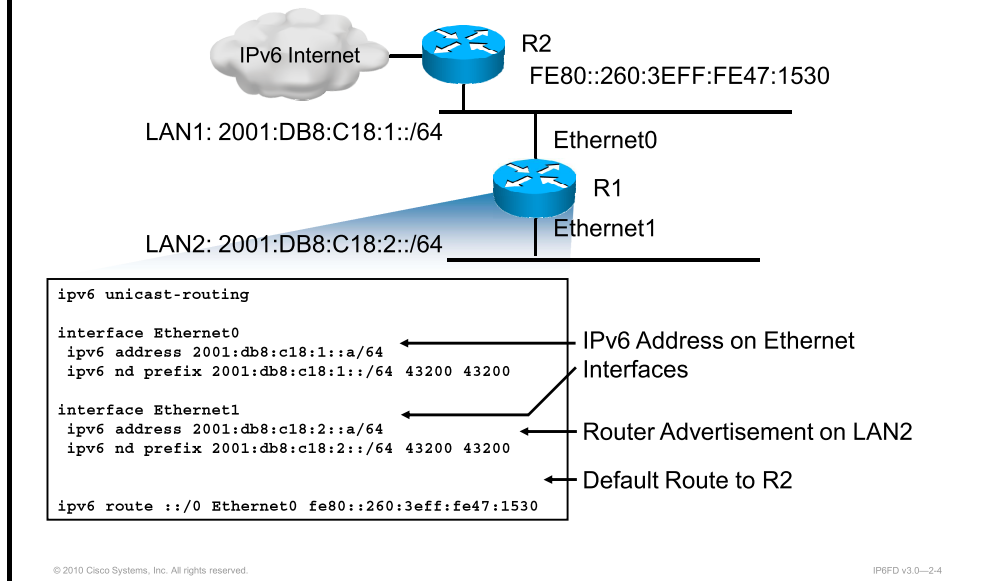 IPv6 Internet
R2
FE80::260:3EFF:FE47:1530
LAN1: 2001:DB8:C18:1::/64
Ethernet0
R1
Ethernet1
LAN2: 2001:DB8:C18:2::/64
ipv6 unicast-routing
interface Ethernet0
ipv6 address 2001:db8:c18:1::a/64
ipv6 nd prefix 2001:db8:c18:1::/64 43200 43200
interface Ethernet1
ipv6 address 2001:db8:c18:2::a/64
ipv6 nd prefix 2001:db8:c18:2::/64 43200 43200
ipv6 route ::/0 Ethernet0 fe80::260:3eff:fe47:1530
IPv6 Address on Ethernet
Interfaces
Router Advertisement on LAN2
Default Route to R2
© 2010 Cisco Systems, Inc. All rights reserved.
IP6FD v3.0—2-4